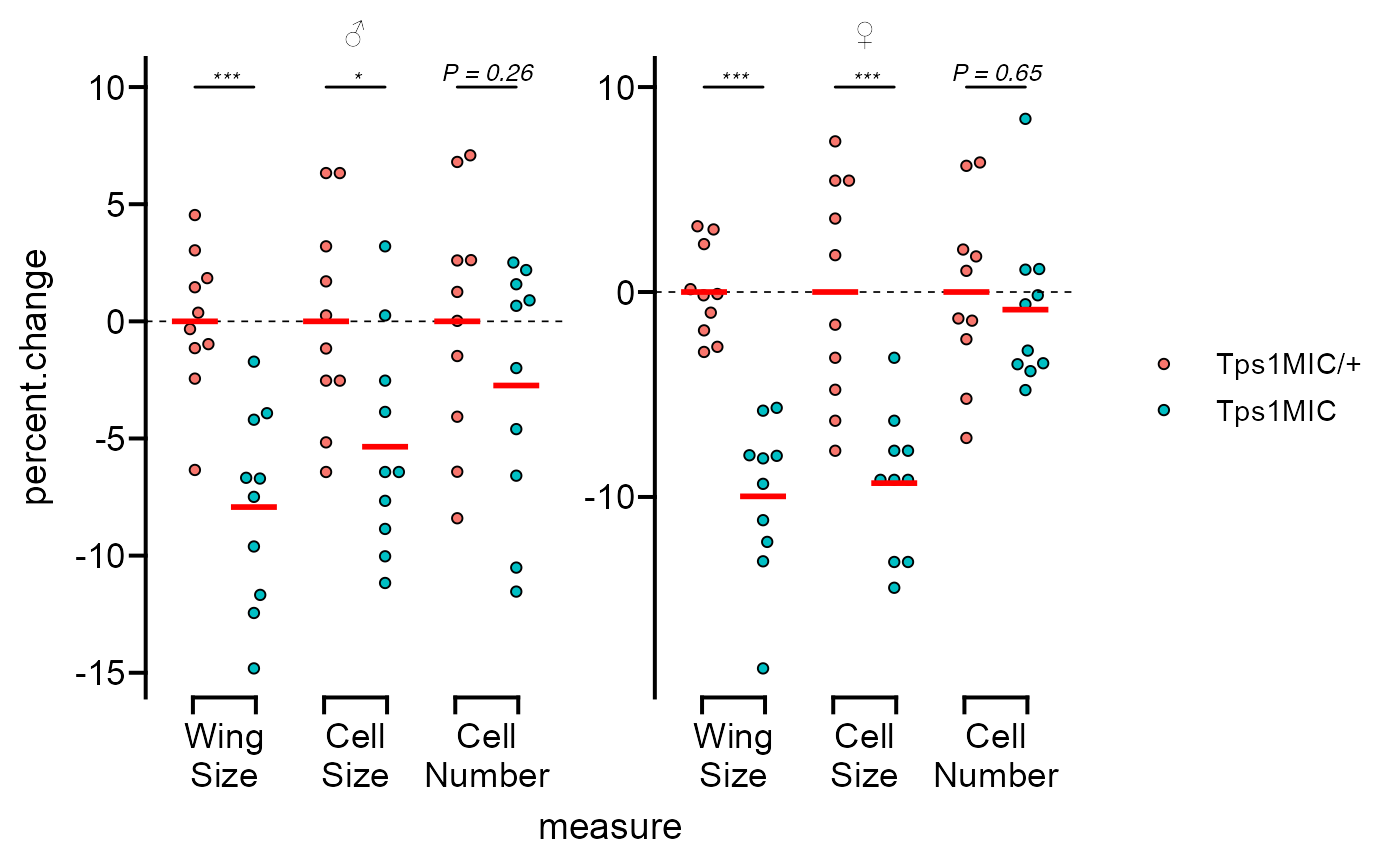 ♂
♀
***
*
P = 0.26
***
***
P = 0.65
10
5
0
-5
-10
-15
10
0
-10
percent.change
Wing
Size
Cell
Size
Cell
Number
Wing
Size
Cell
Size
Cell
Number
measure
Tps1MIC/+
Tps1MIC